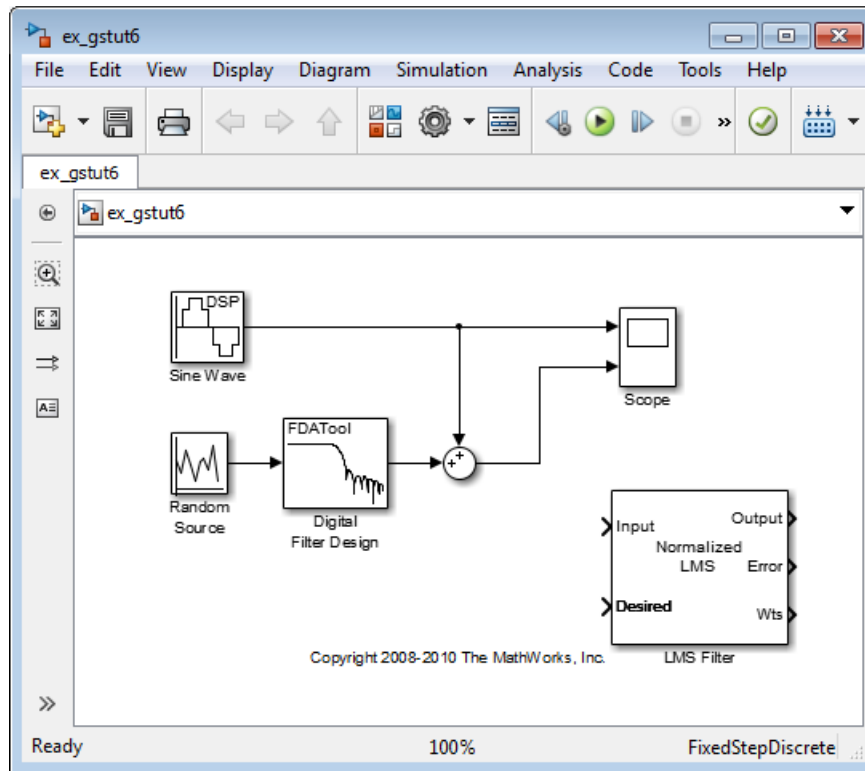 ex_gstut6
File Edit View Display Diagram Simulation Analysis Code Tools Help
ex_gstut6
ex_gstut6
DSP
Sine Wave
Scope
FDATool
Random
Source
Digital
Filter Design
Input
Output
Normalized
LMS
Error
Desired
Wts
Copyright 2008-2010 The MathWorks, Inc.
LMS Filter
Ready 100% FixedStepDiscrete